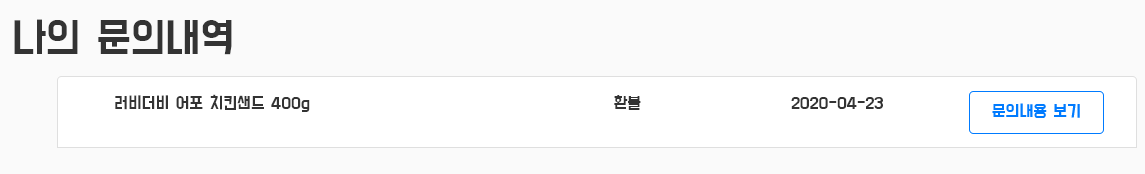 나의 문의내역
러비더비 어포 치킨샌드 400g 환불 2020-04-23 문의내용 보기